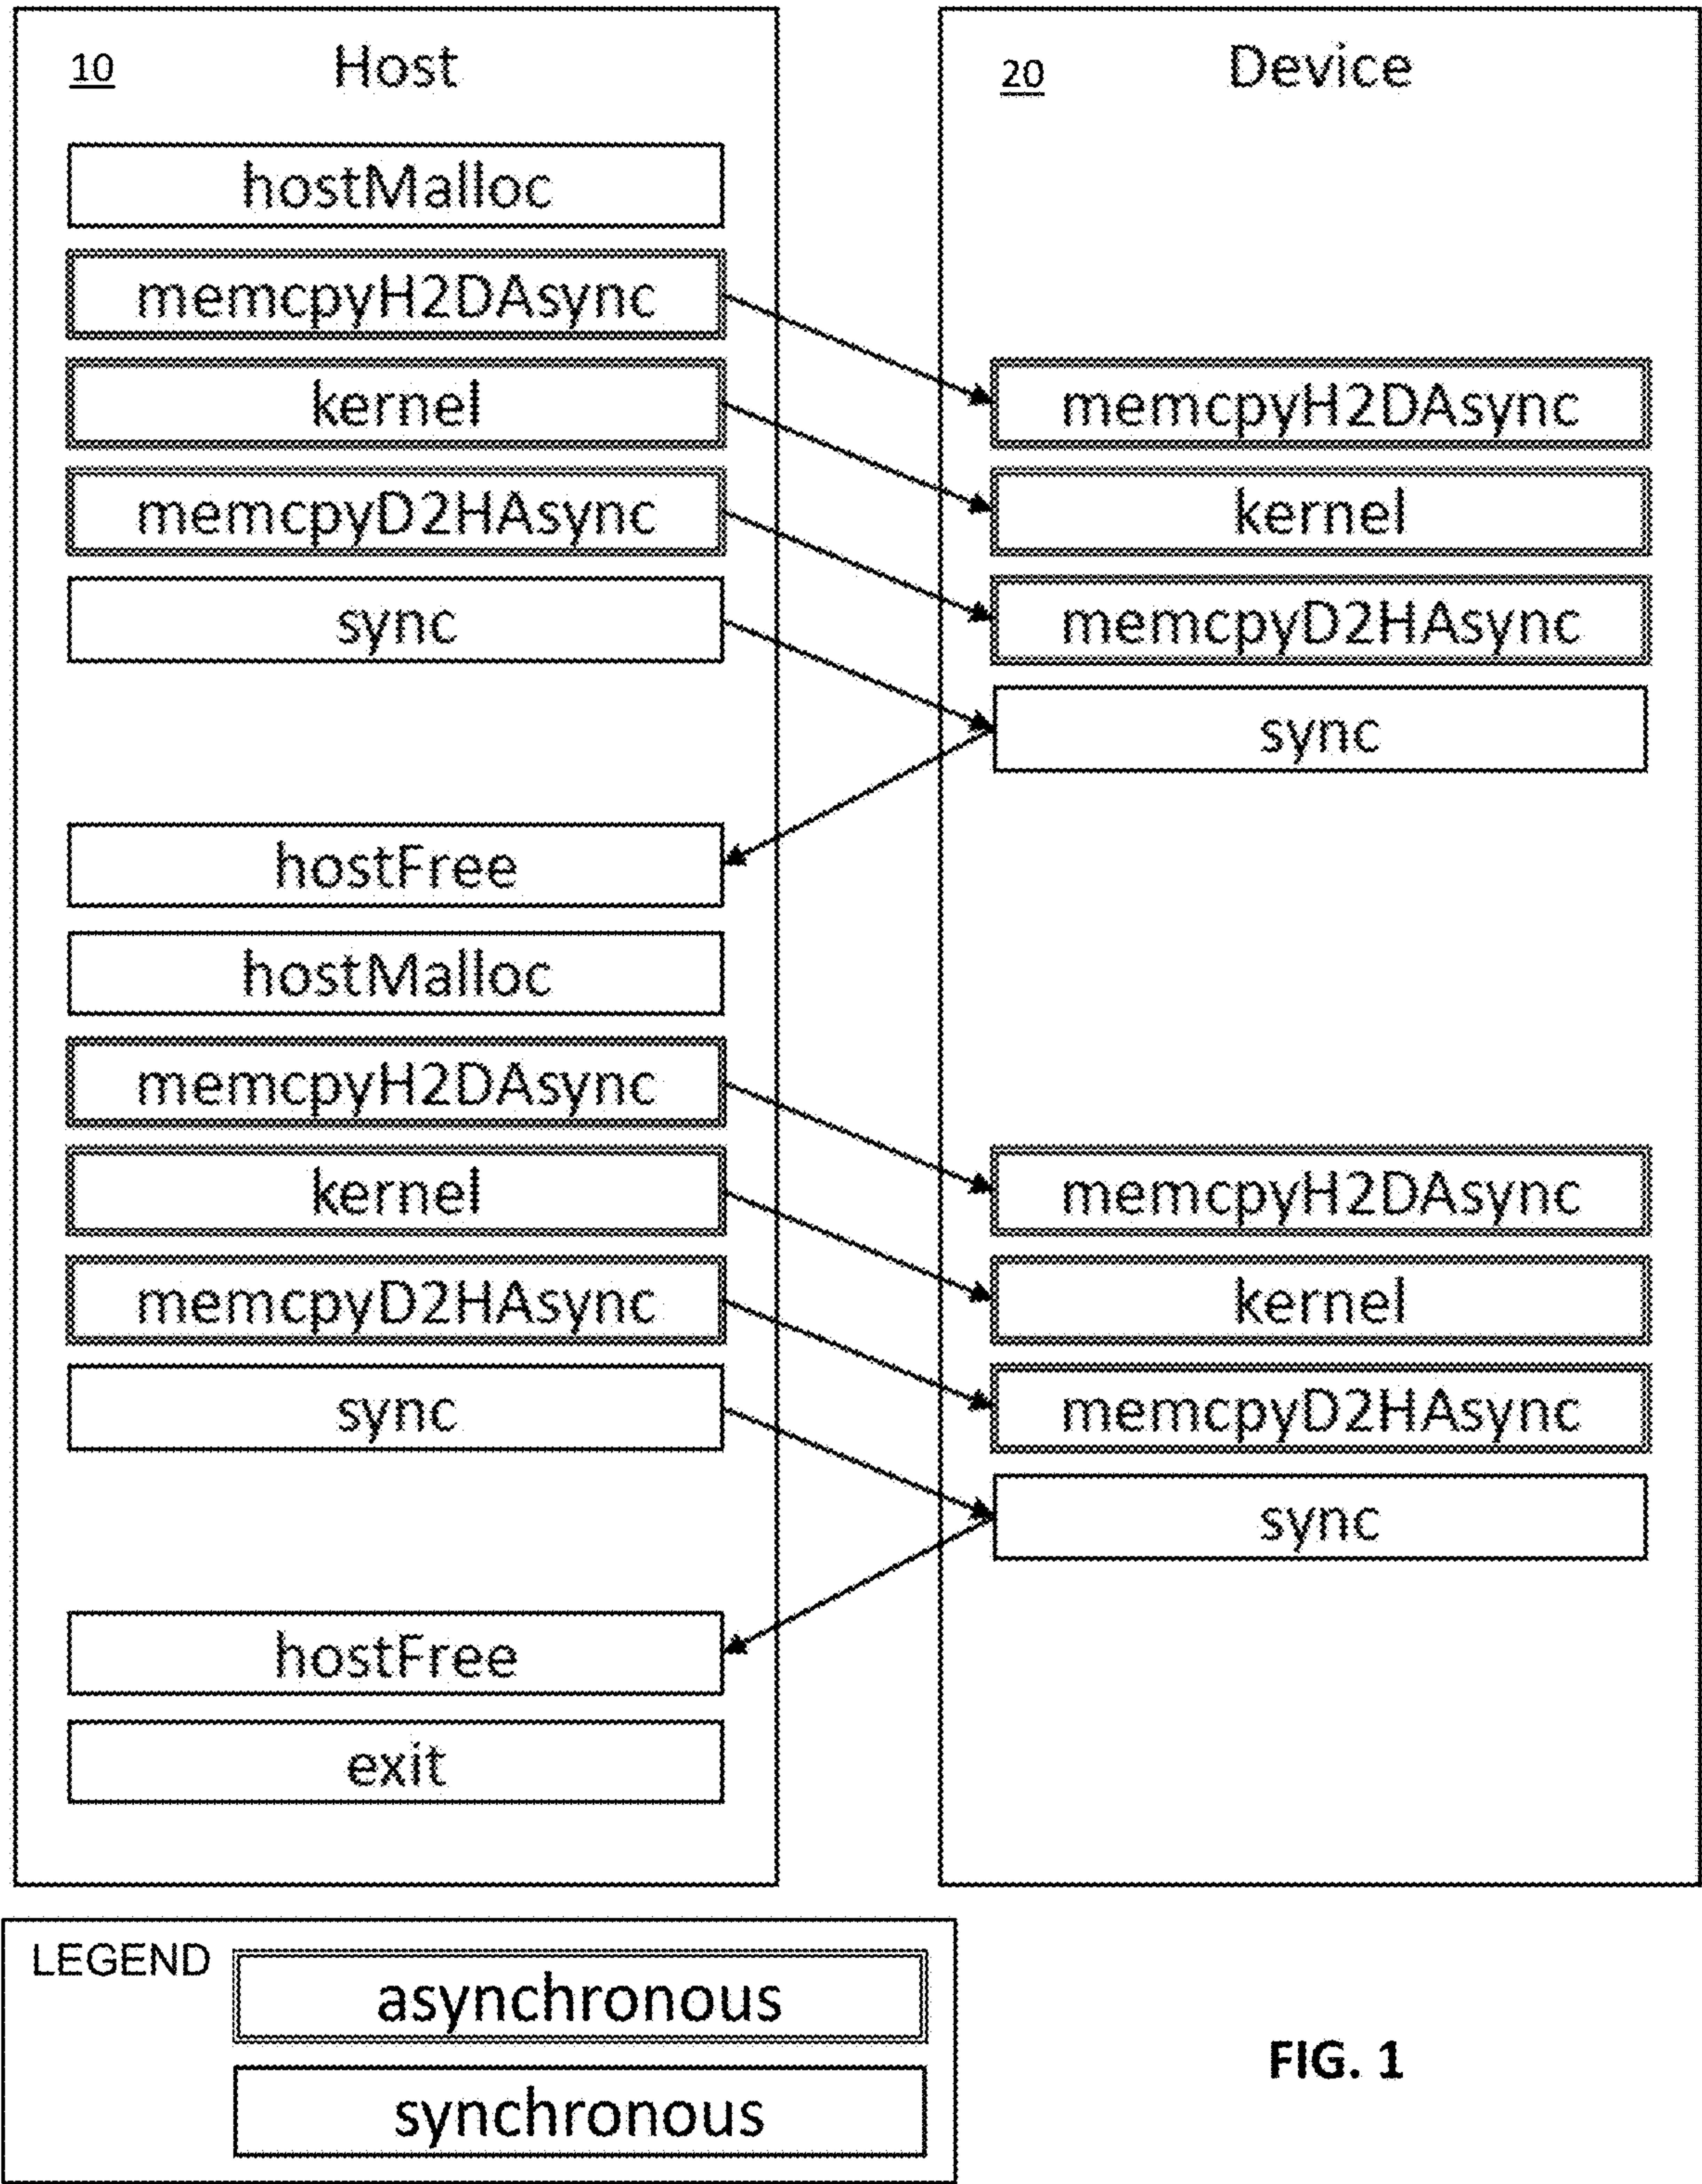 10 Host
hostMalloc
memcpyH2DAsync
kernel
memcpyD2HAsync
sync
hostFree
hostMalloc
memcpyH2DAsync
kernel
memcpyD2HAsync
sync
hostFree
exit
20 Device
memcpyH2DAsync
kernel
memcpyD2HAsync
sync
memcpyH2DAsync
kernel
memcpyD2HAsync
sync
LEGEND
asynchronous
synchronous
FIG. 1